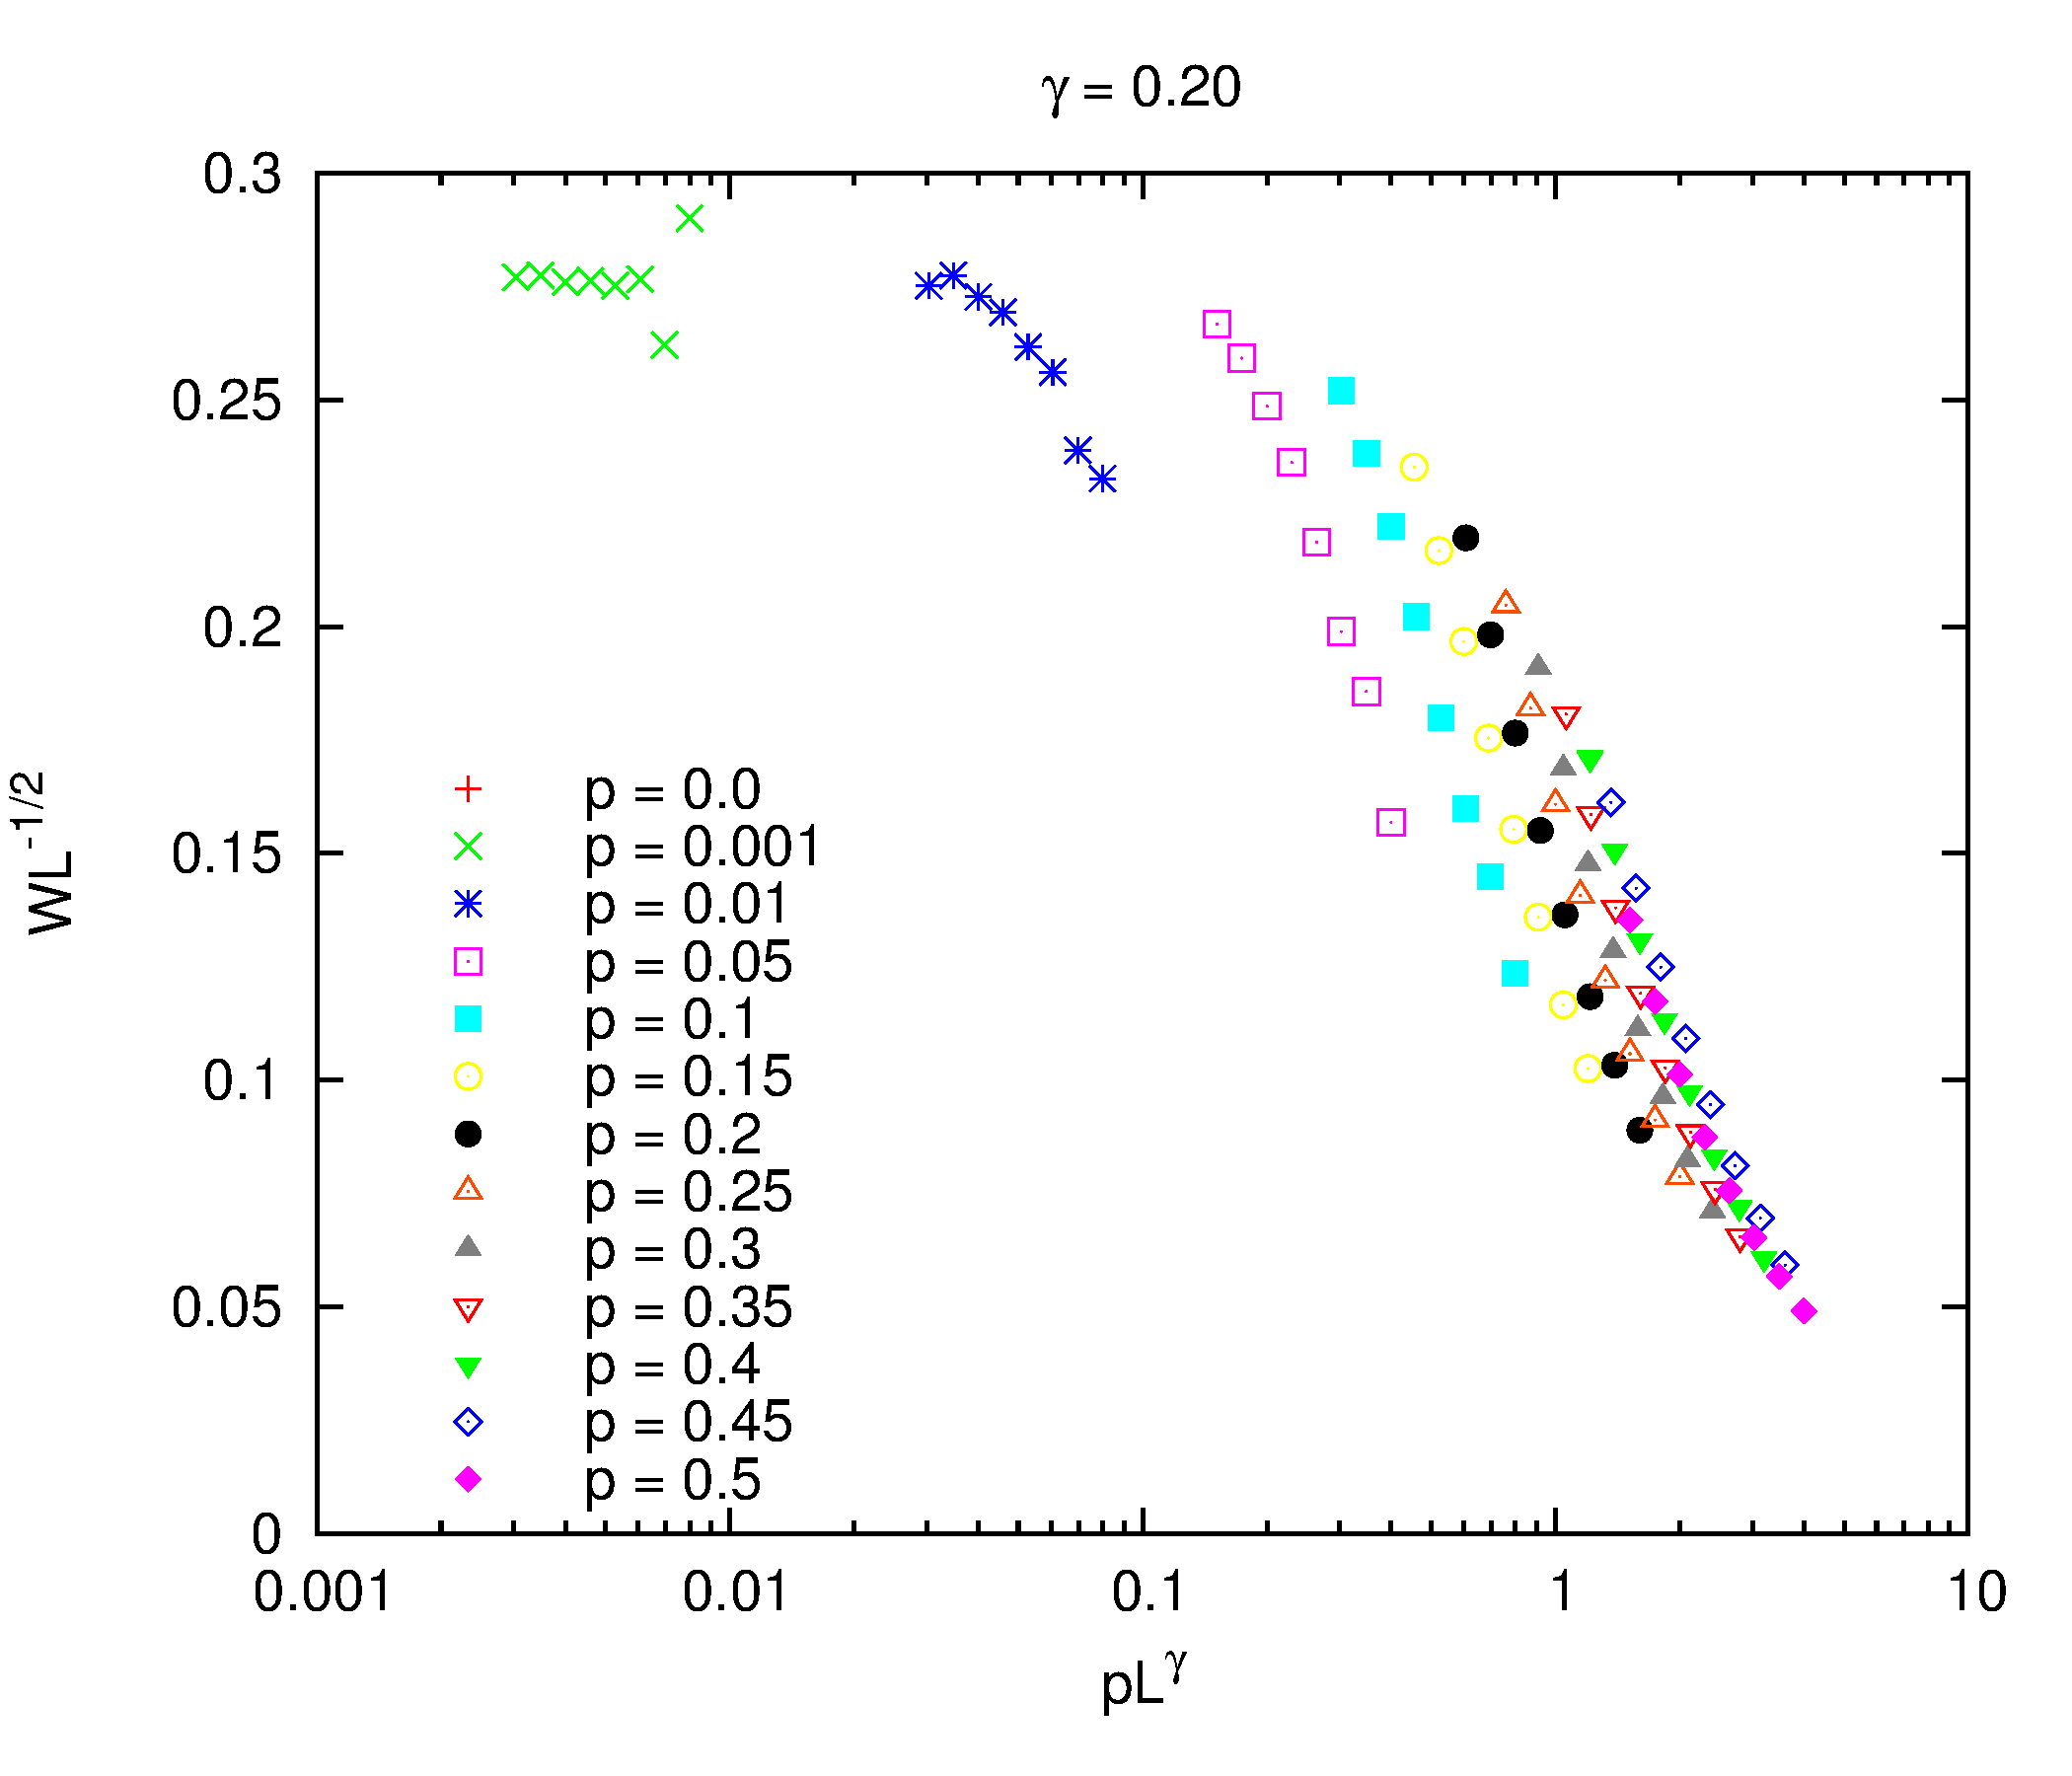 γ = 0.20
0.3
0.25
0.2
0.15
0.1
0.05
0
WL^-1/2
p = 0.0
p = 0.001
p = 0.01
p = 0.05
p = 0.1
p = 0.15
p = 0.2
p = 0.25
p = 0.3
p = 0.35
p = 0.4
p = 0.45
p = 0.5
0.001 0.01 0.1 1 10
pL^γ